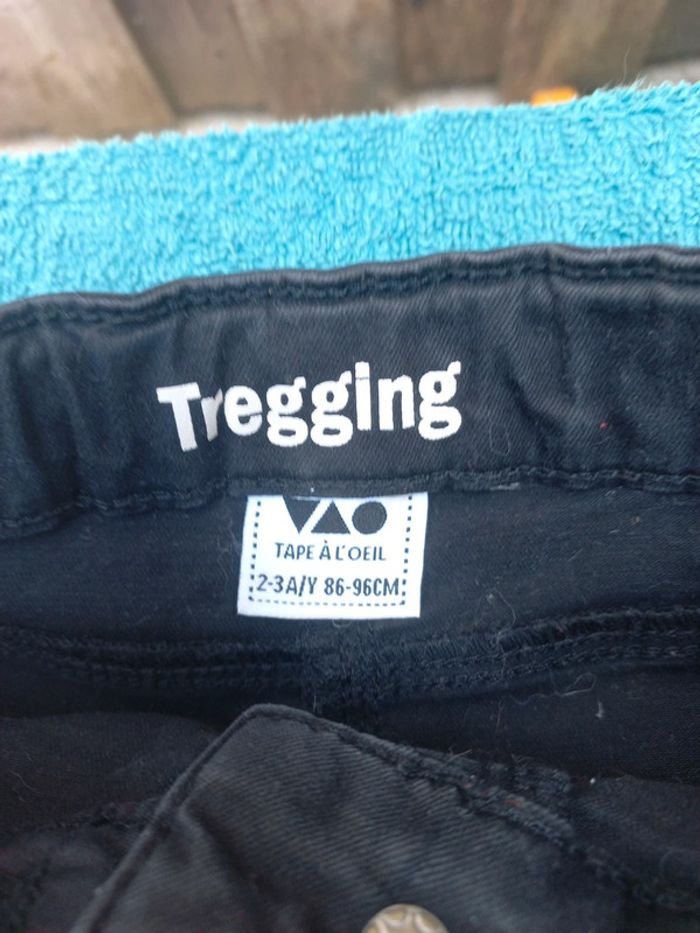 Tregging
TAPE À L'OEIL
2-3A/Y 86-96CM